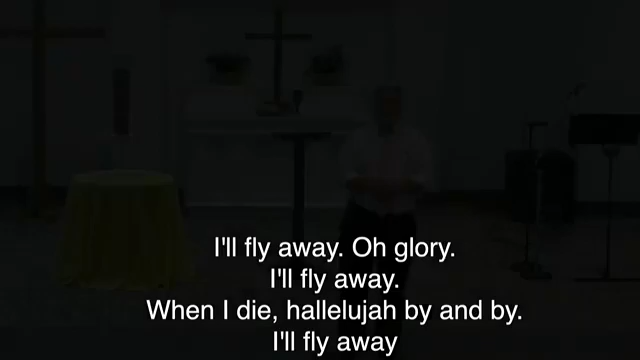 I'll fly away. Oh glory.
I'll fly away.
When I die, hallelujah by and by.
I'll fly away